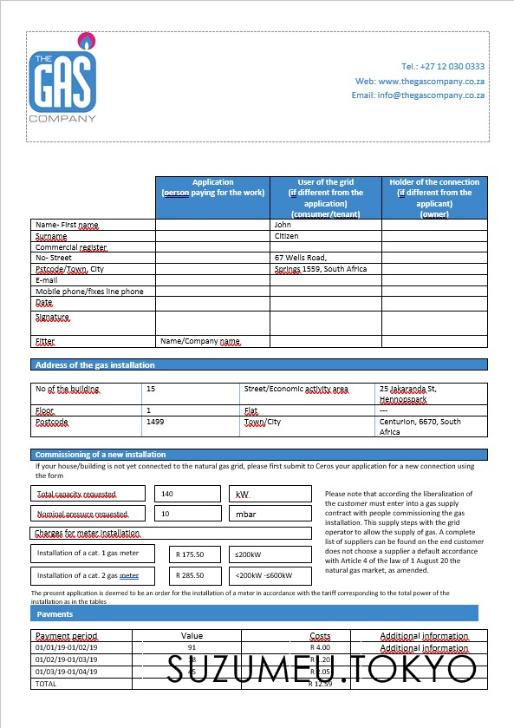 THE
GAS
COMPANY
Tel.: +27 12 030 0333
Web: www.thegascompany.co.za
Email: info@thegascompany.co.za
Application
(person paying for the work)
User of the grid
(if different from the
application)
(consumer/tenant)
Holder of the connection
(if different from the
applicant)
(owner)
Name- First name
John
Surname
Citizen
Commercial register
No- Street
67 Wells Road,
Pstcode/Town, City
Springs 1559, South Africa
E-mail
Mobile phone/fixes line phone
Date
Signature
Fitter
Name/Company name
Address of the gas installation
No of the building
15
Street/Economic activity area
25 Jakaranda St,
Hennopspark
Floor
1
Flat
---
Postcode
1499
Town/City
Centurion, 6670, South
Africa
Commissioning of a new installation
If your house/building is not yet connected to the natural gas grid, please first submit to Ceros your application for a new connection using
the form
Total capacity requested
140
kW
Nominal pressure requested
10
mbar
Charges for meter installation
Installation of a cat. 1 gas meter
R 175.50
≤200kW
Installation of a cat. 2 gas meter
R 285.50
<200kW -≤600kW
Please note that according the liberalization of
the customer must enter into a gas supply
contract with people commissioning the gas
installation. This supply steps with the grid
operator to allow the supply of gas. A complete
list of suppliers can be found on the end customer
does not choose a supplier a default accordance
with Article 4 of the law of 1 August 20 the
natural gas market, as amended.
The present application is deemed to be an order for the installation of a meter in accordance with the tariff corresponding to the total power of the
installation as in the tables
Payments
Payment period
Value
Costs
Additional information
01/01/19-01/02/19
91
R 4.00
Additional information
01/02/19-01/03/19
01/03/19-01/04/19
TOTAL
SUZUMEU.TOKYO